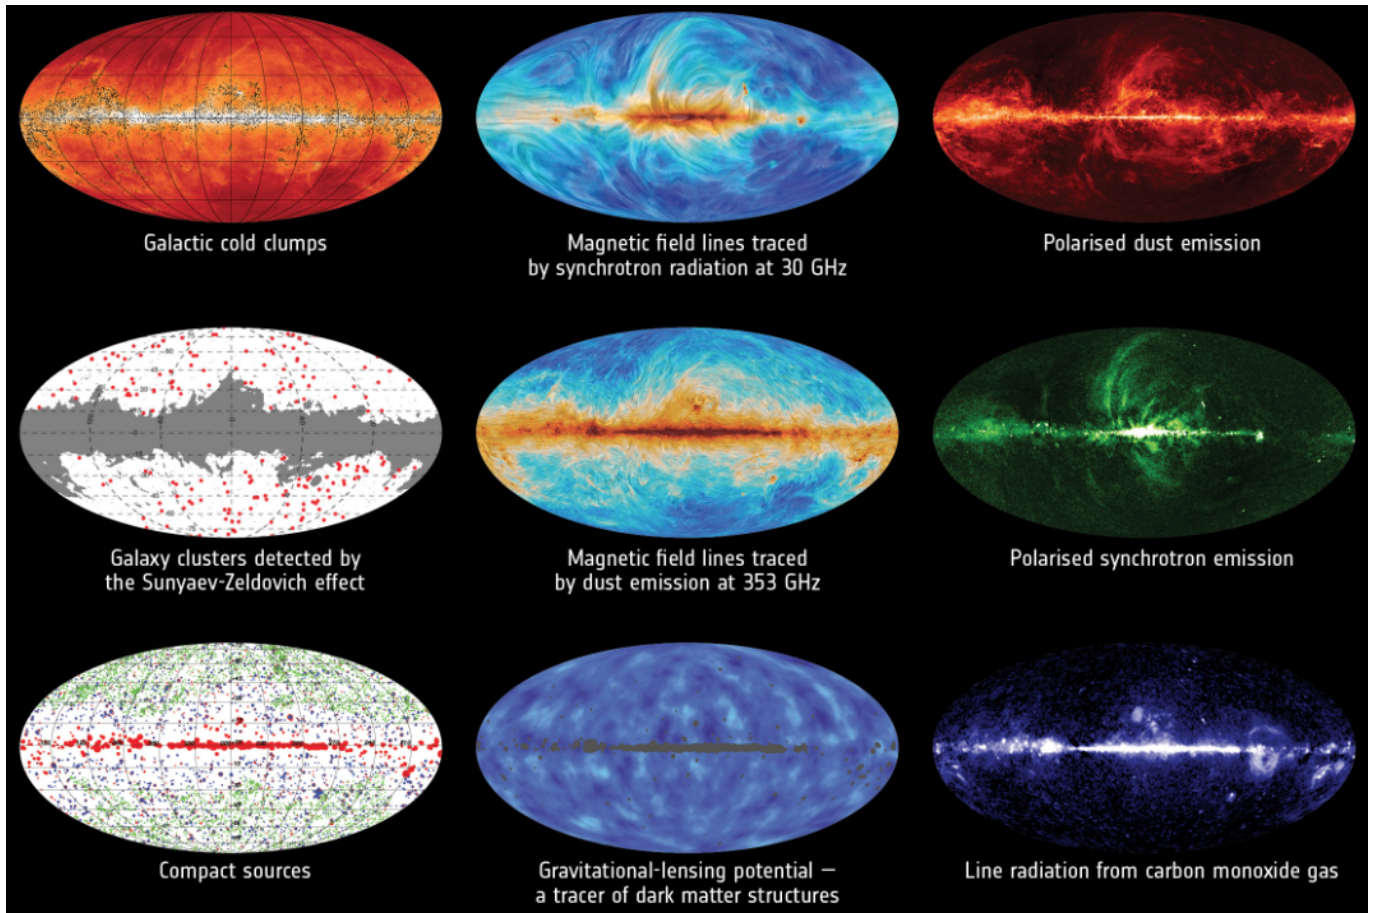 Galactic cold clumps
Magnetic field lines traced
by synchrotron radiation at 30 GHz
Polarised dust emission
Galaxy clusters detected by
the Sunyaev-Zeldovich effect
Magnetic field lines traced
by dust emission at 353 GHz
Polarised synchrotron emission
Compact sources
Gravitational-lensing potential —
a tracer of dark matter structures
Line radiation from carbon monoxide gas